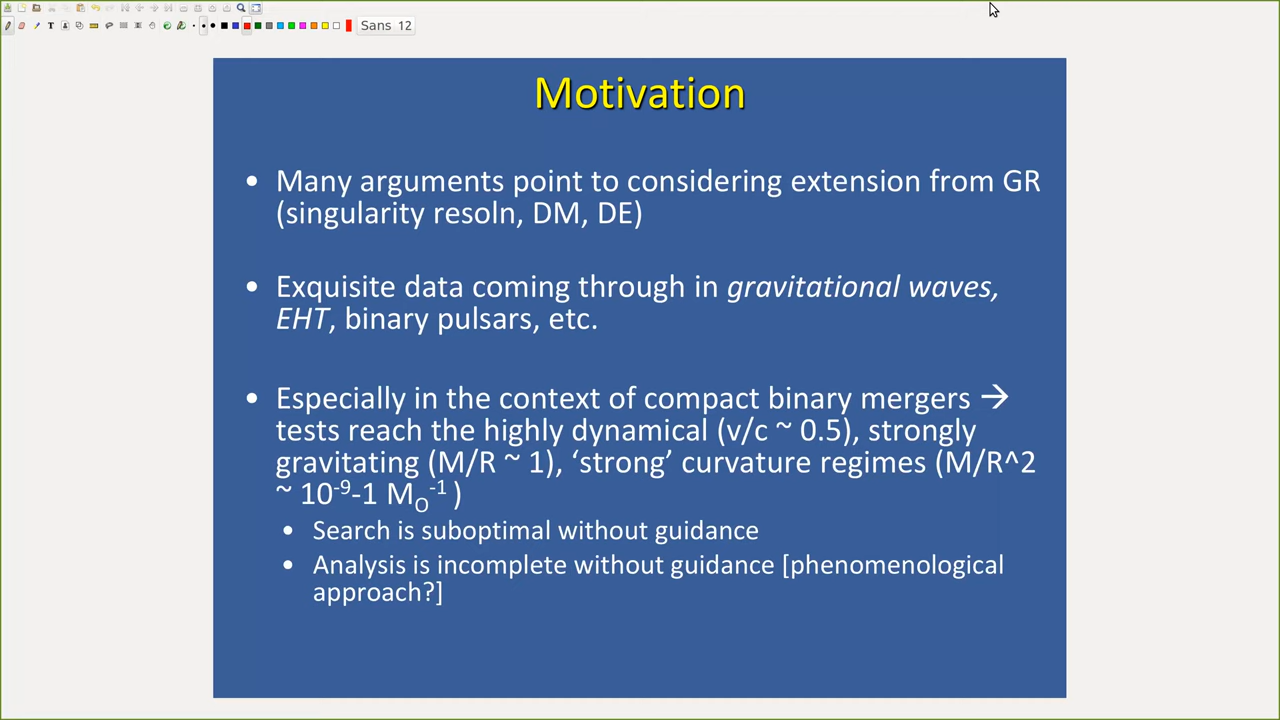 Sans 12
Motivation
• Many arguments point to considering extension from GR
(singularity resoln, DM, DE)
• Exquisite data coming through in gravitational waves,
EHT, binary pulsars, etc.
• Especially in the context of compact binary mergers →
tests reach the highly dynamical (v/c ~ 0.5), strongly
gravitating (M/R ~ 1), ‘strong’ curvature regimes (M/R^2
~ 10⁻⁹-1 M_O⁻¹ )
• Search is suboptimal without guidance
• Analysis is incomplete without guidance [phenomenological
approach?]